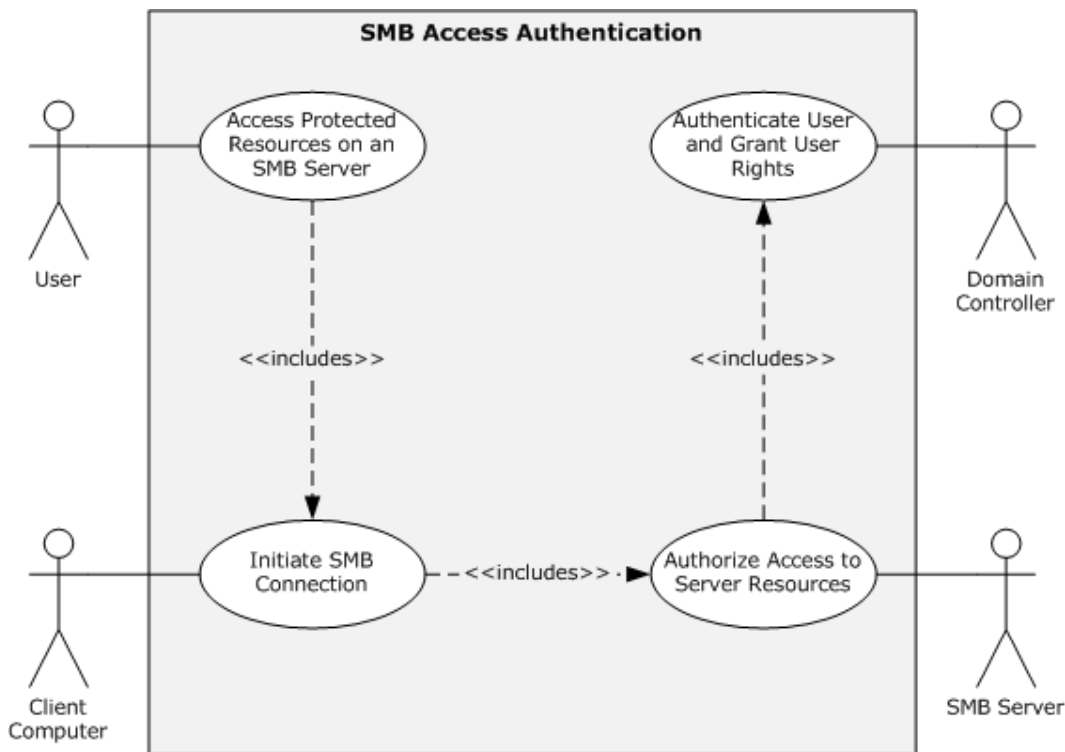 SMB Access Authentication
Access Protected
Resources on an
SMB Server
Authenticate User
and Grant User
Rights
User
Domain
Controller
<<includes>>
<<includes>>
Initiate SMB
Connection
<<includes>>
Authorize Access to
Server Resources
Client
Computer
SMB Server